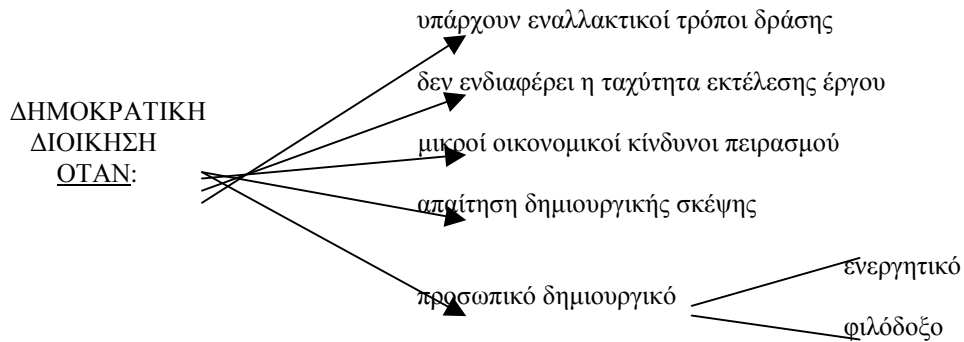 υπάρχουν εναλλακτικοί τρόποι δράσης
δεν ενδιαφέρει η ταχύτητα εκτέλεσης έργου
ΔΗΜΟΚΡΑΤΙΚΗ
ΔΙΟΙΚΗΣΗ
ΟΤΑΝ:
μικροί οικονομικοί κίνδυνοι πειρασμού
απαίτηση δημιουργικής σκέψης
προσωπικό δημιουργικό
ενεργητικό
φιλόδοξο